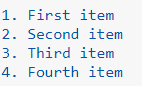 1. First item
2. Second item
3. Third item
4. Fourth item